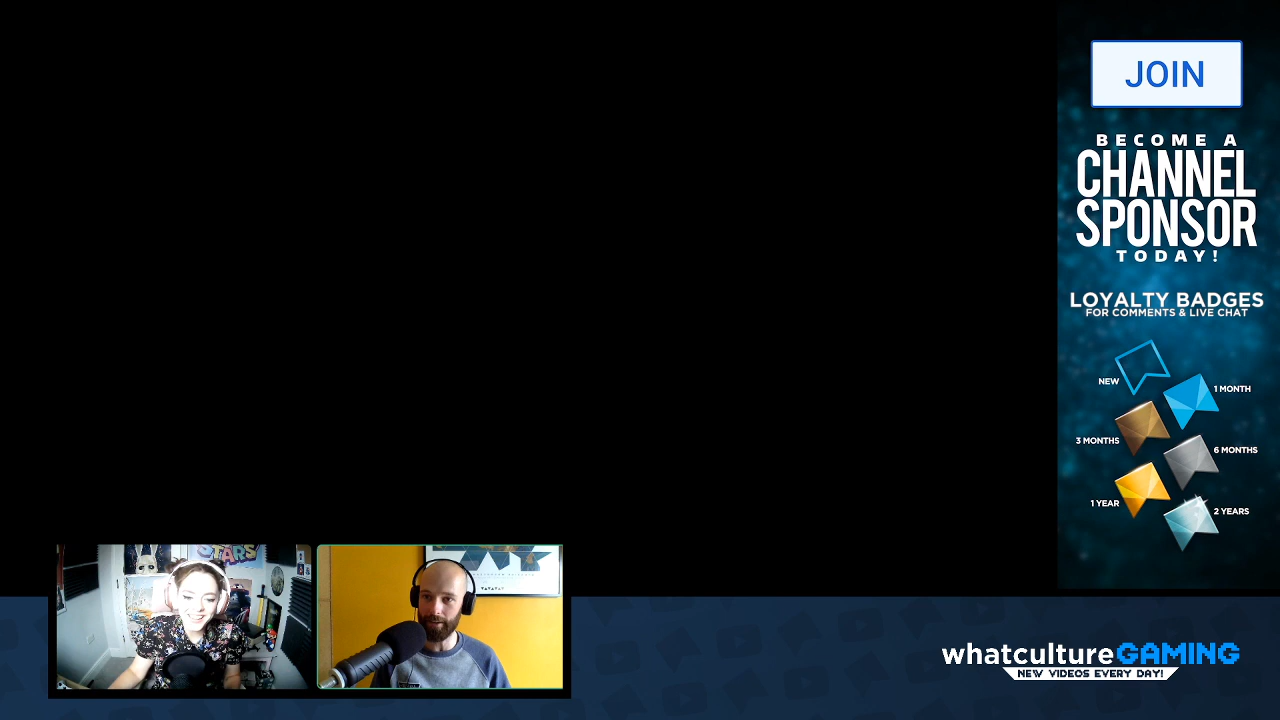 JOIN
BECOME A
CHANNEL
SPONSOR
TODAY!
LOYALTY BADGES
FOR COMMENTS & LIVE CHAT
NEW
1 MONTH
3 MONTHS
6 MONTHS
1 YEAR
2 YEARS
STARS
whatcultureGAMING
NEW VIDEOS EVERY DAY!